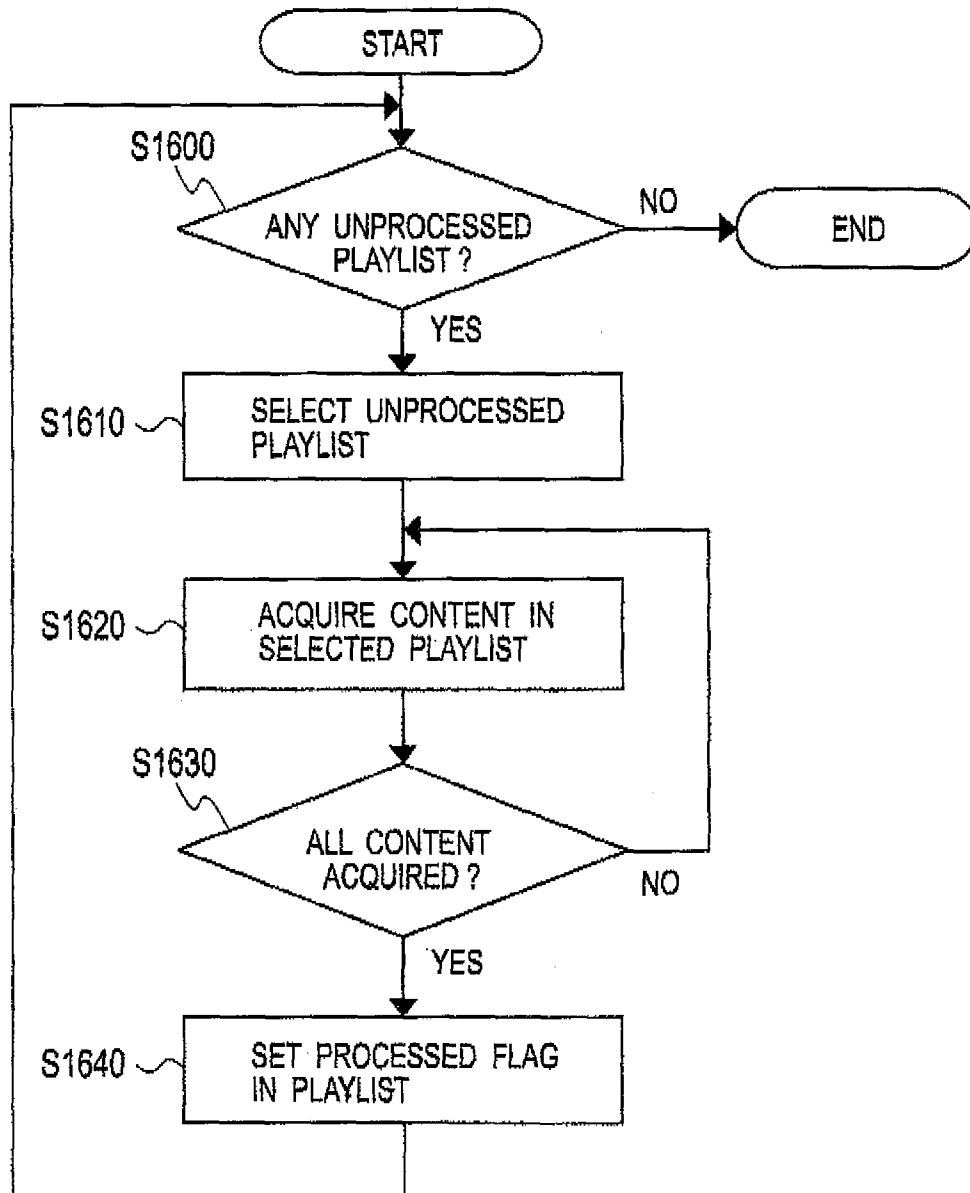 START
S1600
ANY UNPROCESSED
PLAYLIST ?
NO
END
YES
S1610
SELECT UNPROCESSED
PLAYLIST
S1620
ACQUIRE CONTENT IN
SELECTED PLAYLIST
S1630
ALL CONTENT
ACQUIRED ?
NO
YES
S1640
SET PROCESSED FLAG
IN PLAYLIST